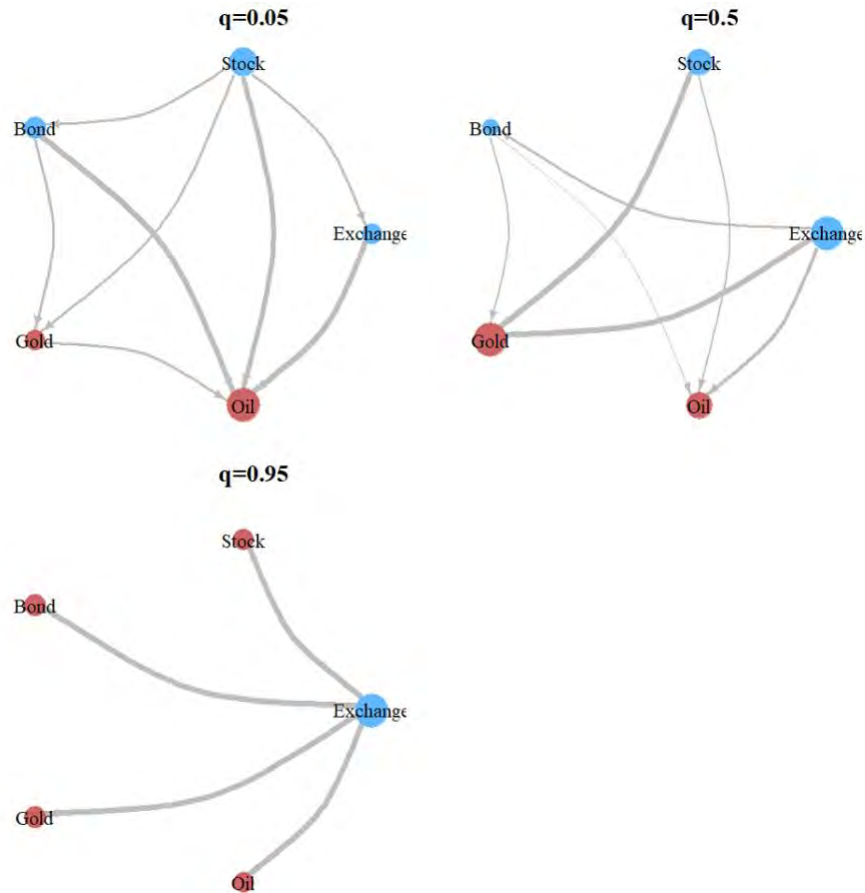 q=0.05
Stock
Bond
Exchange
Gold
Oil
q=0.5
Stock
Bond
Exchange
Gold
Oil
q=0.95
Stock
Bond
Exchange
Gold
Oil